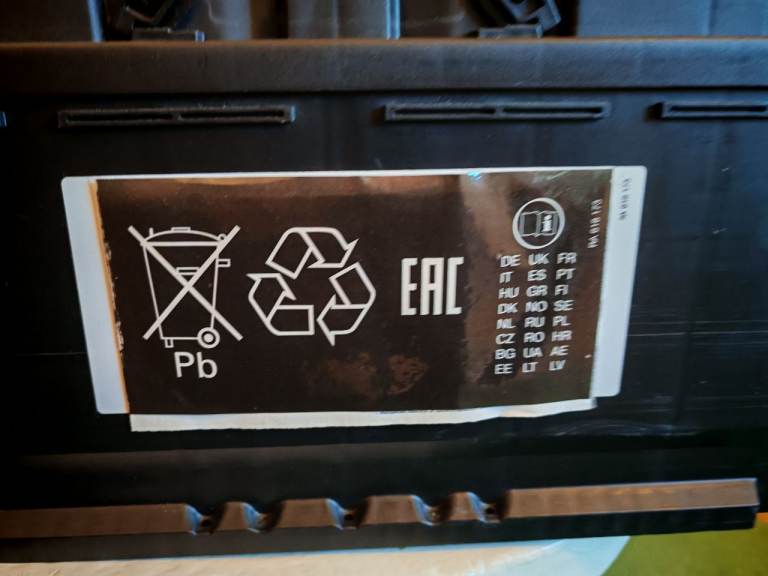 Pb
EAC
DE UK FR
IT ES PT
HU GR FI
DK NO SE
NL RU PL
CZ RO HR
BG UA AE
EE LT LV